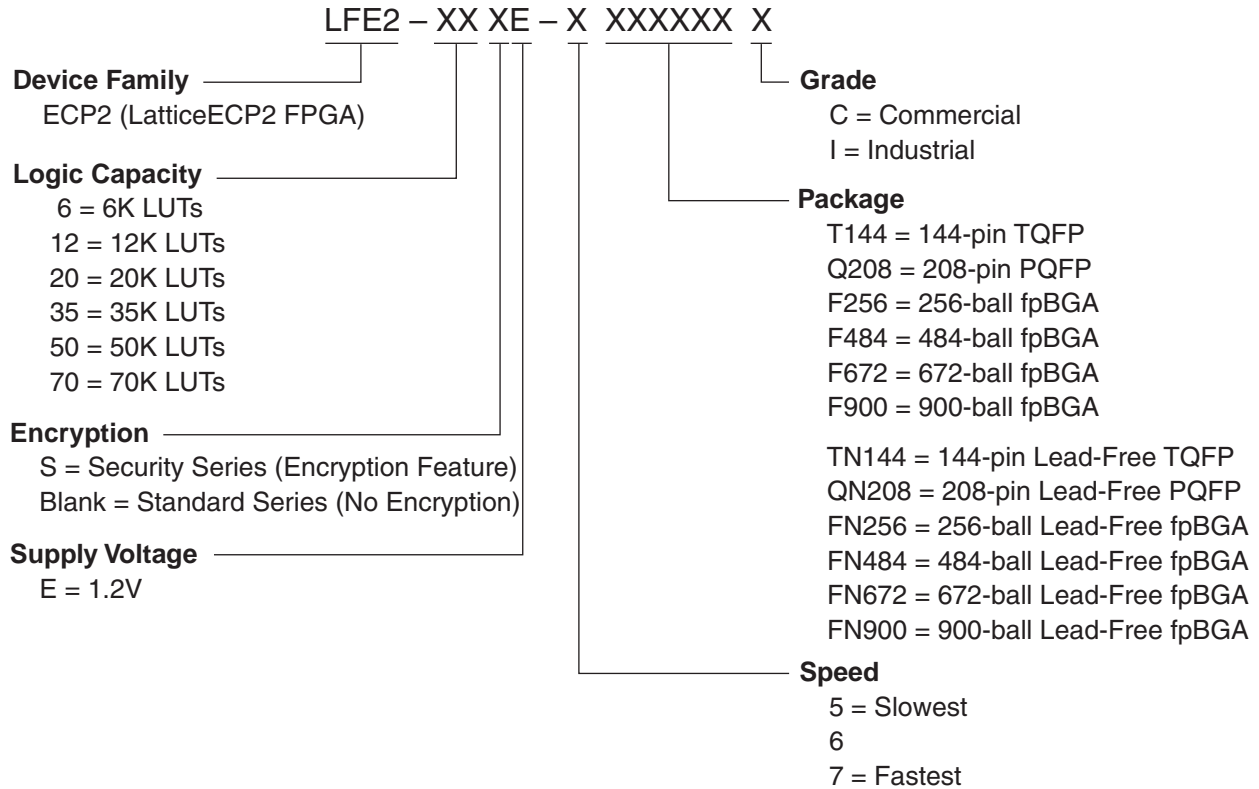 LFE2 – XX XE – X XXXXXX X
Device Family
ECP2 (LatticeECP2 FPGA)
Logic Capacity
6 = 6K LUTs
12 = 12K LUTs
20 = 20K LUTs
35 = 35K LUTs
50 = 50K LUTs
70 = 70K LUTs
Encryption
S = Security Series (Encryption Feature)
Blank = Standard Series (No Encryption)
Supply Voltage
E = 1.2V
Grade
C = Commercial
I = Industrial
Package
T144 = 144-pin TQFP
Q208 = 208-pin PQFP
F256 = 256-ball fpBGA
F484 = 484-ball fpBGA
F672 = 672-ball fpBGA
F900 = 900-ball fpBGA
TN144 = 144-pin Lead-Free TQFP
QN208 = 208-pin Lead-Free PQFP
FN256 = 256-ball Lead-Free fpBGA
FN484 = 484-ball Lead-Free fpBGA
FN672 = 672-ball Lead-Free fpBGA
FN900 = 900-ball Lead-Free fpBGA
Speed
5 = Slowest
6
7 = Fastest